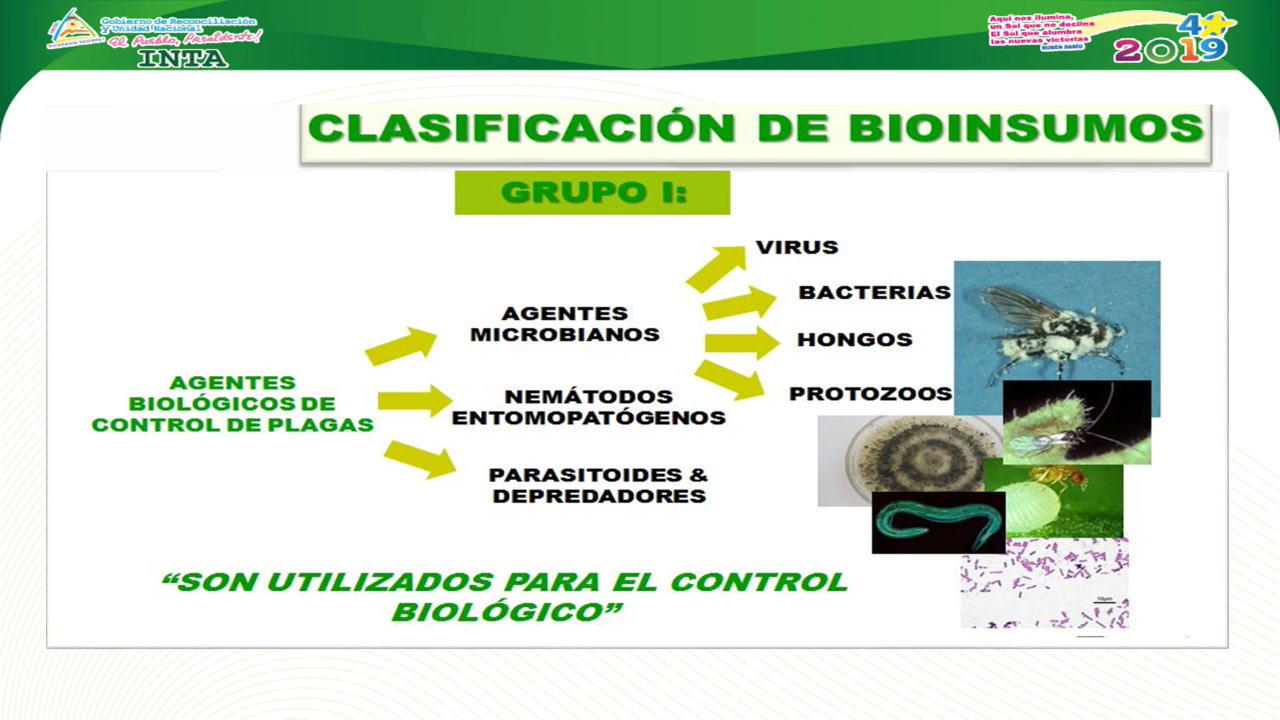 Gobierno de Reconciliación
y Unidad Nacional
El Pueblo, Presidente!
INTA
Aquí nos ilumina,
un Sol que no declina
El Sol que alumbra
las nuevas victorias
RUBÉN DARÍO
40
2019
CLASIFICACIÓN DE BIOINSUMOS
GRUPO I:
VIRUS
BACTERIAS
AGENTES
MICROBIANOS
HONGOS
PROTOZOOS
AGENTES
BIOLÓGICOS DE
CONTROL DE PLAGAS
NEMÁTODOS
ENTOMOPATÓGENOS
PARASITOIDES &
DEPREDADORES
“SON UTILIZADOS PARA EL CONTROL
BIOLÓGICO”
10µm